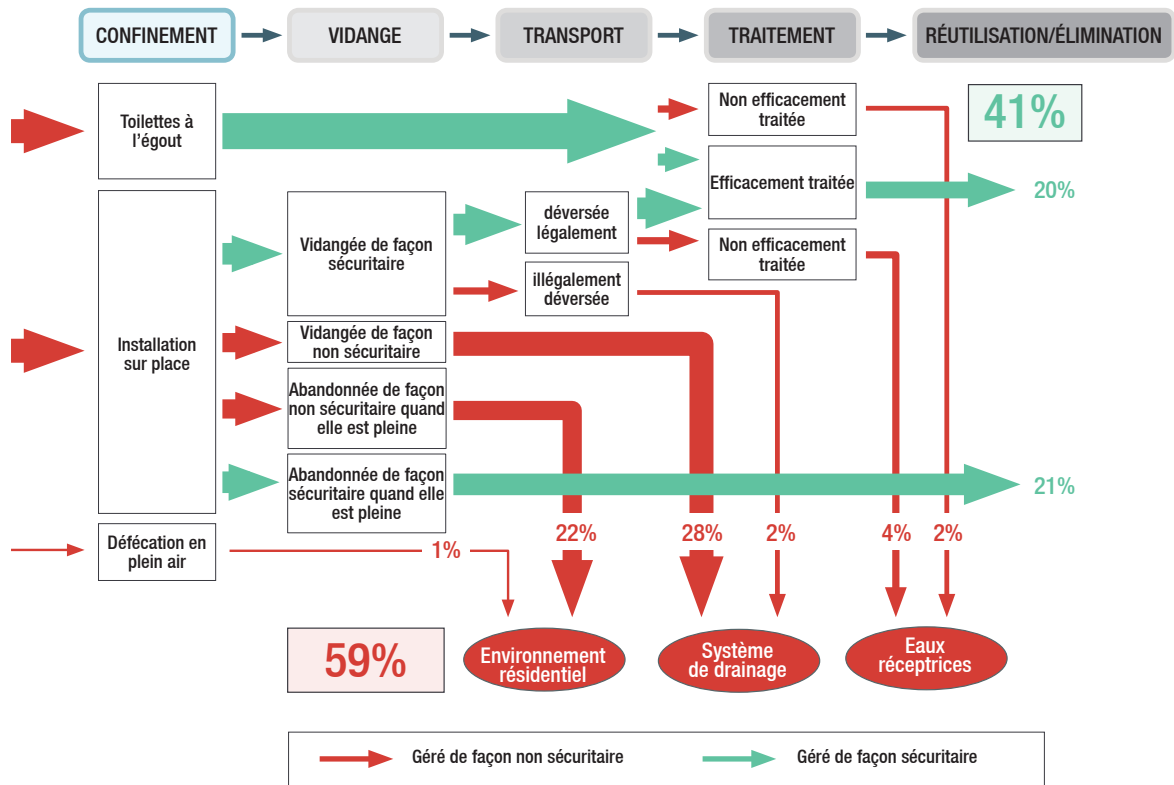 CONFINEMENT
VIDANGE
TRANSPORT
TRAITEMENT
RÉUTILISATION/ÉLIMINATION
Toilettes à
l’égout
Non efficacement
traitée
41%
Efficacement traitée
20%
Vidangée de façon
sécuritaire
déversée
légalement
Non efficacement
traitée
illégalement
déversée
Installation
sur place
Vidangée de façon
non sécuritaire
Abandonnée de façon
non sécuritaire quand
elle est pleine
Abandonnée de façon
sécuritaire quand elle
est pleine
21%
Défécation en
plein air
1%
22%
28%
2%
4%
2%
59%
Environnement
résidentiel
Système
de drainage
Eaux
réceptrices
Géré de façon non sécuritaire
Géré de façon sécuritaire